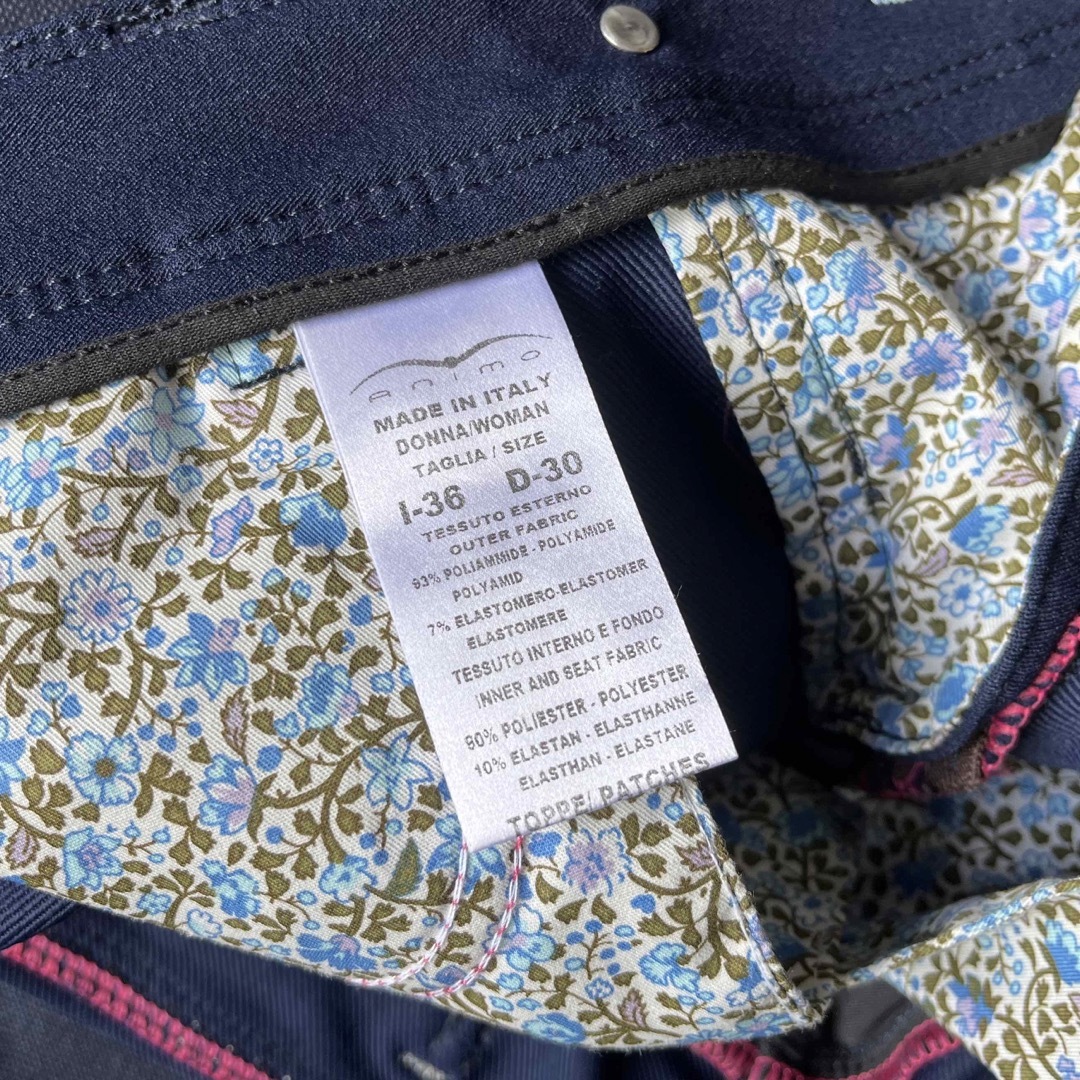 animo
MADE IN ITALY
DONNA/WOMAN
TAGLIA / SIZE
I-36 D-30
TESSUTO ESTERNO
OUTER FABRIC
93% POLIAMMIDE - POLYAMIDE
POLYAMID
7% ELASTOMERO-ELASTOMER
ELASTOMERE
TESSUTO INTERNO E FONDO
INNER AND SEAT FABRIC
90% POLIESTER - POLYESTER
10% ELASTAN - ELASTHANNE
ELASTHAN - ELASTANE
TOPPE/ PATCHES